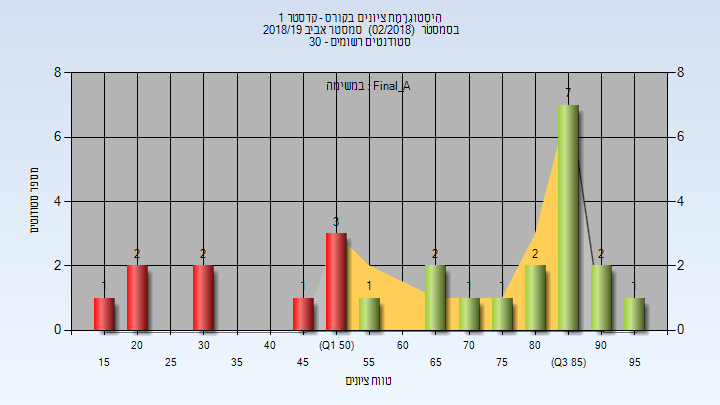 היסטוגרמת ציונים בקורס - קדסטר 1
בסמסטר (02/2018) סמסטר אביב 2018/19
סטודנטים רשומים - 30
במשימה : Final_A
8 8
6 6
4 4
2 2
0 0
מספר סטודנטים
1 2 2 1 3 1 2 1 1 2 7 2 1
20 30 (Q1 50) 60 70 80 90
15 25 35 45 55 65 75 (Q3 85) 95
טווח ציונים